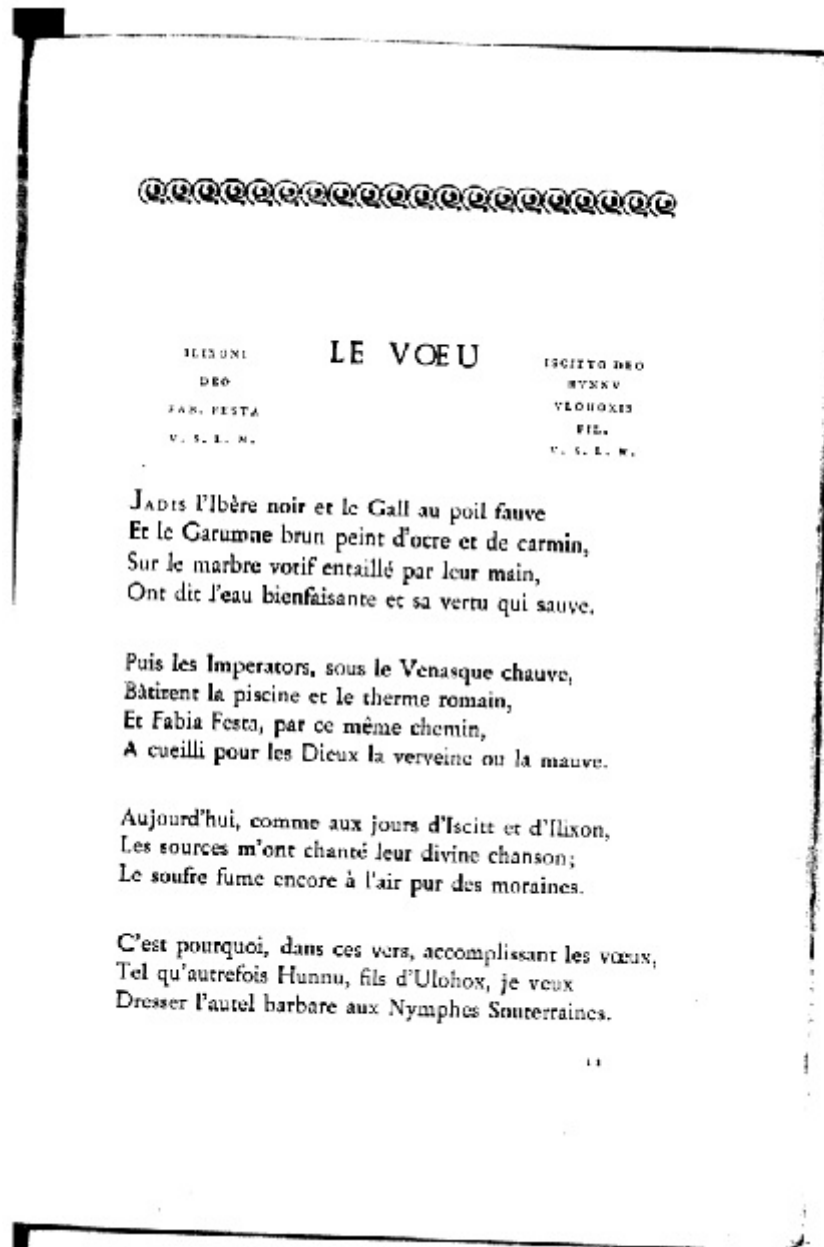 LE VŒU
ILIXONI
DEO
FAB. FESTA
V. S. L. M.
ISCITTO DEO
HVNNV
VLOHOXIS
FIL.
V. S. L. M.
JADIS l'Ibère noir et le Gall au poil fauve
Et le Garumne brun peint d'ocre et de carmin,
Sur le marbre votif entaillé par leur main,
Ont dit l'eau bienfaisante et sa vertu qui sauve.
Puis les Imperators, sous le Venasque chauve,
Bâtirent la piscine et le therme romain,
Et Fabia Festa, par ce même chemin,
A cueilli pour les Dieux la verveine ou la mauve.
Aujourd'hui, comme aux jours d'Iscitt et d'Ilixon,
Les sources m'ont chanté leur divine chanson;
Le soufre fume encore à l'air pur des moraines.
C'est pourquoi, dans ces vers, accomplissant les vœux,
Tel qu'autrefois Hunnu, fils d'Ulohox, je veux
Dresser l'autel barbare aux Nymphes Souterraines.